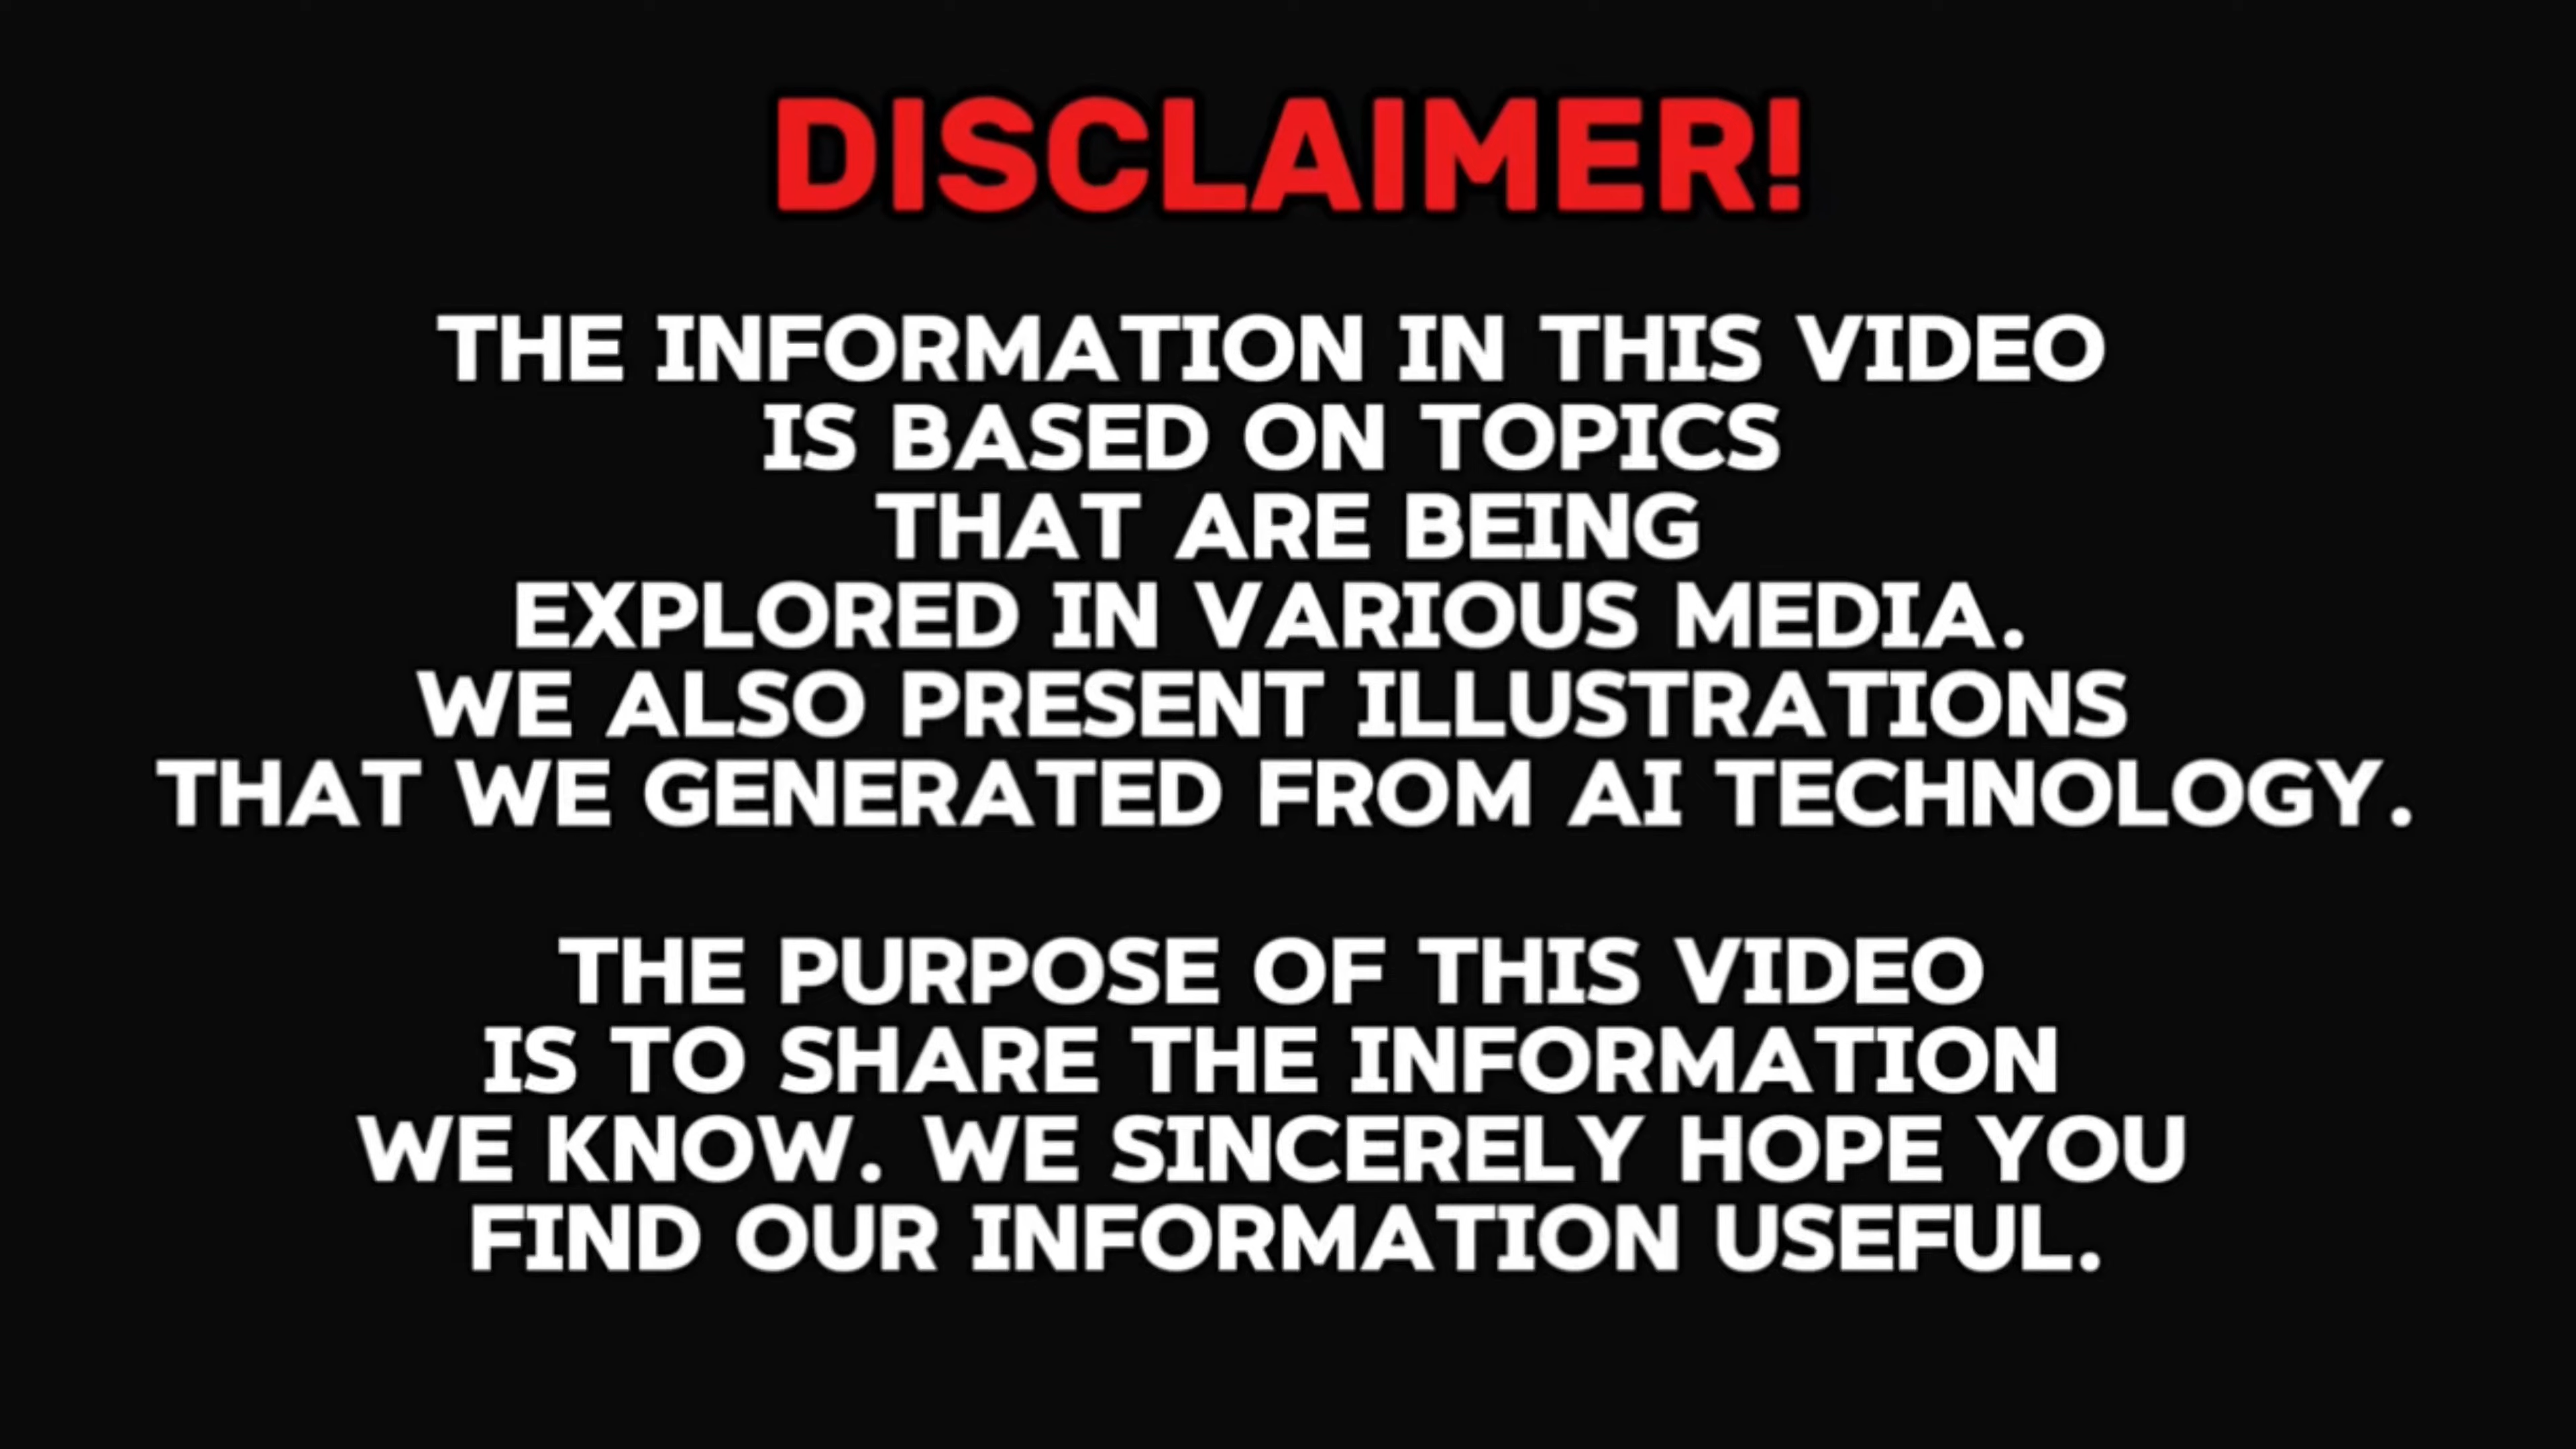 DISCLAIMER!
THE INFORMATION IN THIS VIDEO
IS BASED ON TOPICS
THAT ARE BEING
EXPLORED IN VARIOUS MEDIA.
WE ALSO PRESENT ILLUSTRATIONS
THAT WE GENERATED FROM AI TECHNOLOGY.
THE PURPOSE OF THIS VIDEO
IS TO SHARE THE INFORMATION
WE KNOW. WE SINCERELY HOPE YOU
FIND OUR INFORMATION USEFUL.